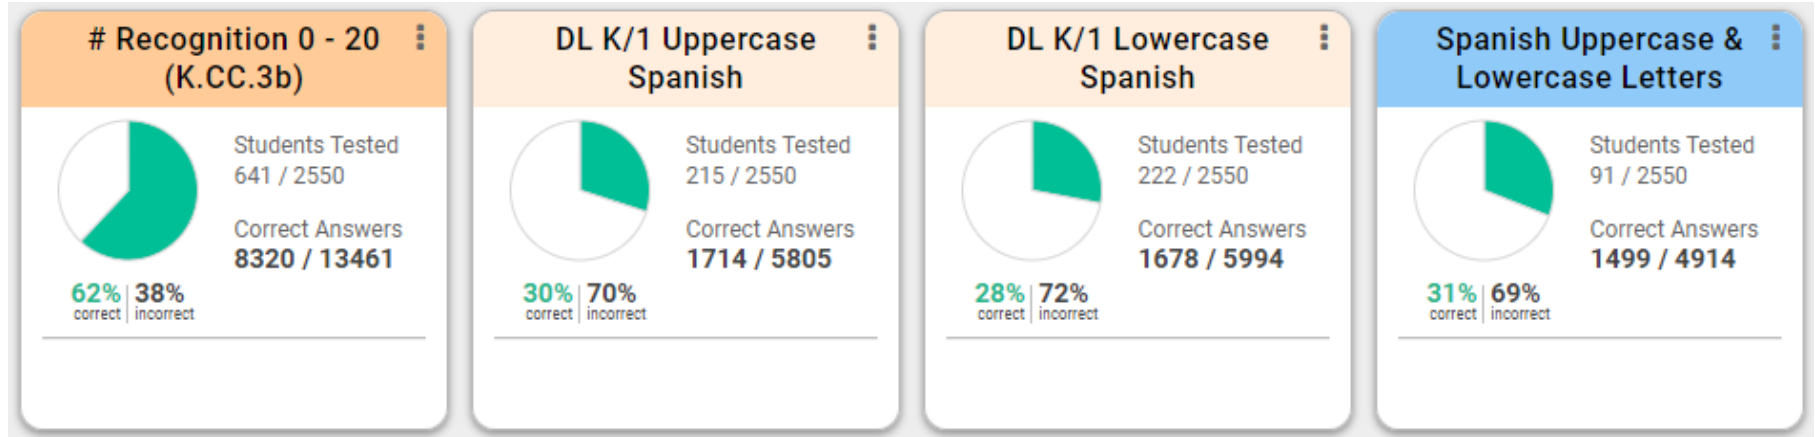 # Recognition 0 - 20
(K.CC.3b)
Students Tested
641 / 2550
Correct Answers
8320 / 13461
62% 38%
correct incorrect
DL K/1 Uppercase
Spanish
Students Tested
215 / 2550
Correct Answers
1714 / 5805
30% 70%
correct incorrect
DL K/1 Lowercase
Spanish
Students Tested
222 / 2550
Correct Answers
1678 / 5994
28% 72%
correct incorrect
Spanish Uppercase &
Lowercase Letters
Students Tested
91 / 2550
Correct Answers
1499 / 4914
31% 69%
correct incorrect